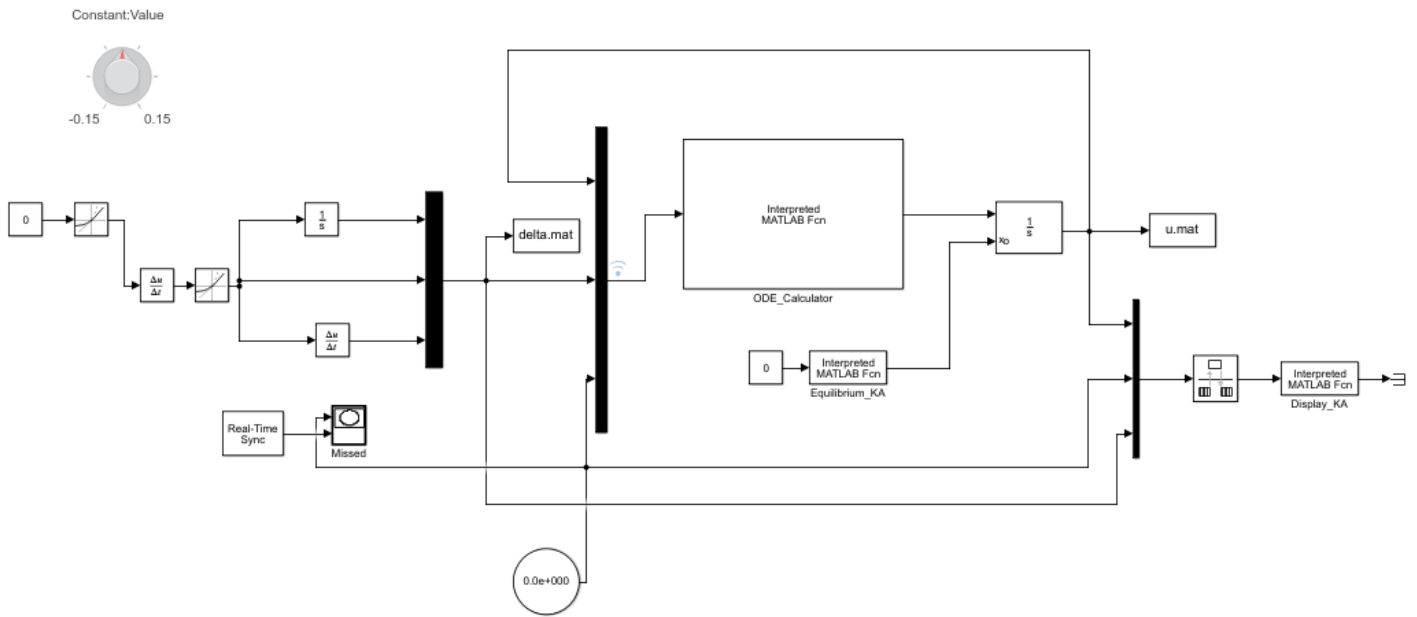 Constant:Value
-0.15 0.15
0
1
s
Δu
Δt
Δu
Δt
delta.mat
Interpreted
MATLAB Fcn
ODE_Calculator
1
s
xo
u.mat
0
Interpreted
MATLAB Fcn
Equilibrium_KA
Interpreted
MATLAB Fcn
Display_KA
Real-Time
Sync
Missed
0.0e+000